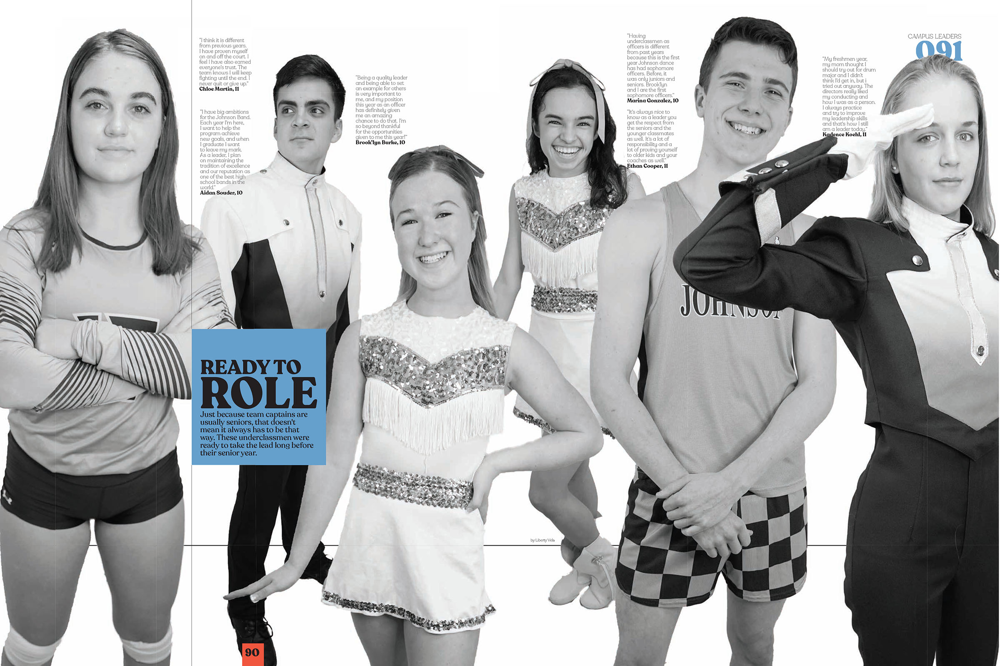 "I think it is different
from previous years.
I have proven myself
on and off the court. I
feel I have also earned
everyone's trust. The
team knows I will keep
fighting until the end. I
never quit or give up."
Chloe Martin, 11
"I have big ambitions
for the Johnson Band.
Each year I'm here,
I want to help the
program achieve
new goals, and when
I graduate I want
to leave my mark.
As a leader, I plan
on maintaining the
tradition of excellence
and our reputation as
one of the best high
school bands in the
world."
Aidan Souder, 10
"Being a quality leader
and being able to set
an example for others
is very important to
me, and my position
this year as an officer
has definitely given
me an amazing
chance to do that. I'm
so beyond thankful
for the opportunities
given to me this year!"
Brook'lyn Burke, 10
"Having
underclassmen as
officers is different
from past years
because this is the first
year Johnson dance
has had sophomore
officers. Before, it
was only juniors and
seniors. Brook'lyn
and I are the first
sophomore officers."
Marina Gonzalez, 10
"It's always nice to
know as a leader you
get the respect from
the seniors and the
younger classmates
as well. It's a lot of
responsibility and a
lot of proving yourself
to older kids and your
coaches as well."
Ethan Cooper, 11
"My freshmen year,
my mom thought I
should try out for drum
major and I didn't
think I'd get in, but i
tried out anyway. The
directors really liked
my conducting and
how I was as a person.
I always practice
and try to improve
my leadership skills
and that's how I still
am a leader today."
Kadence Koehl, 11
CAMPUS LEADERS
091
JOHNSON
READY TO
ROLE
Just because team captains are
usually seniors, that doesn't
mean it always has to be that
way. These underclassmen were
ready to take the lead long before
their senior year.
by Liberty Vela
90